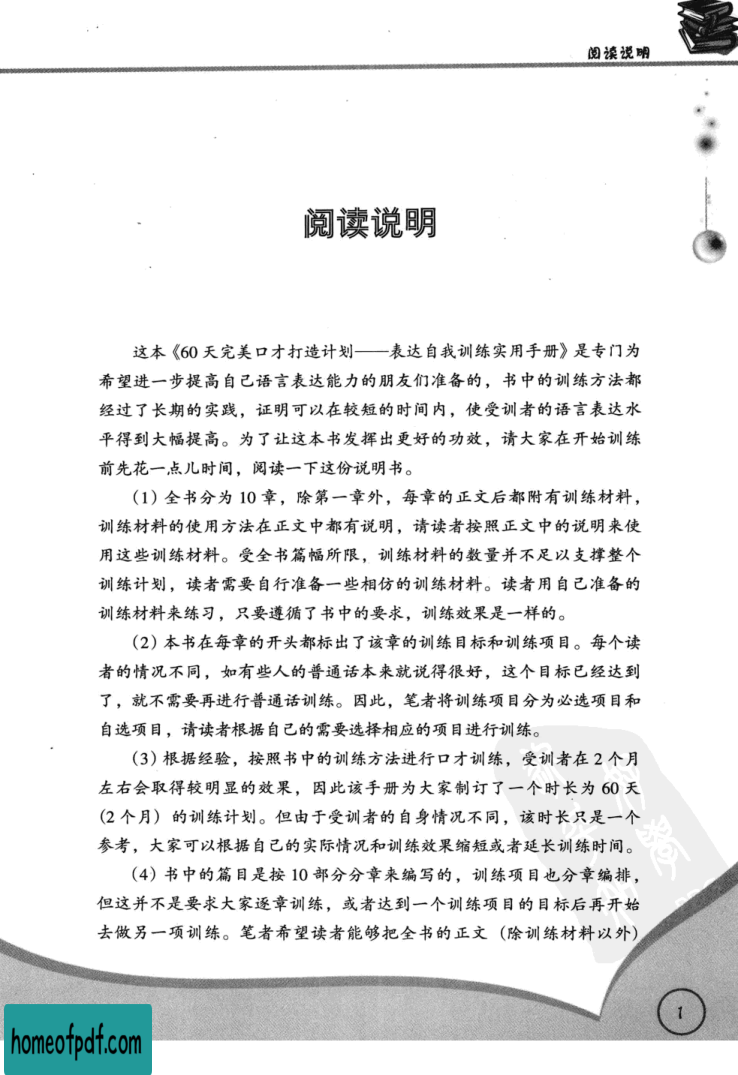 阅读说明
阅读说明
这本《60天完美口才打造计划——表达自我训练实用手册》是专门为
希望进一步提高自己语言表达能力的朋友们准备的，书中的训练方法都
经过了长期的实践，证明可以在较短的时间内，使受训者的语言表达水
平得到大幅提高。为了让这本书发挥出更好的功效，请大家在开始训练
前先花一点儿时间，阅读一下这份说明书。
（1）全书分为 10 章，除第一章外，每章的正文后都附有训练材料，
训练材料的使用方法在正文中都有说明，请读者按照正文中的说明来使
用这些训练材料。受全书篇幅所限，训练材料的数量并不足以支撑整个
训练计划，读者需要自行准备一些相仿的训练材料。读者用自己准备的
训练材料来练习，只要遵循了书中的要求，训练效果是一样的。
（2）本书在每章的开头都标出了该章的训练目标和训练项目。每个读
者的情况不同，如有些人的普通话本来就说得很好，这个目标已经达到
了，就不需要再进行普通话训练。因此，笔者将训练项目分为必选项目和
自选项目，请读者根据自己的需要选择相应的项目进行训练。
（3）根据经验，按照书中的训练方法进行口才训练，受训者在 2 个月
左右会取得较明显的效果，因此该手册为大家制订了一个时长为 60 天
（2 个月）的训练计划。但由于受训者的自身情况不同，该时长只是一个
参考，大家可以根据自己的实际情况和训练效果缩短或者延长训练时间。
（4）书中的篇目是按 10 部分分章来编写的，训练项目也分章编排，
但这并不是要求大家逐章训练，或者达到一个训练项目的目标后再开始
去做另一项训练。笔者希望读者能够把全书的正文（除训练材料以外）
1
homeofpdf.com